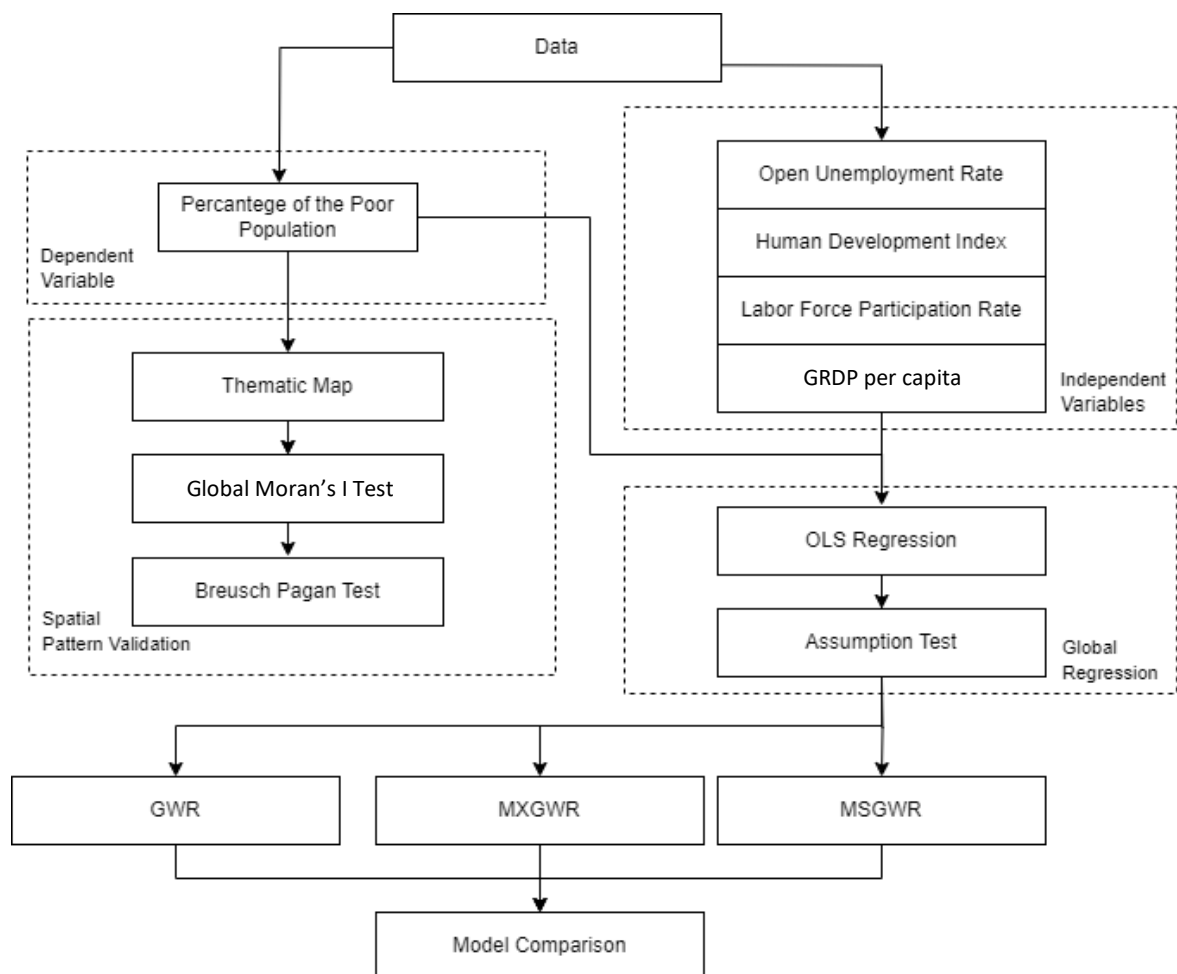 Data
Percantege of the Poor
Population
Dependent
Variable
Open Unemployment Rate
Human Development Index
Labor Force Participation Rate
GRDP per capita
Independent
Variables
Thematic Map
Global Moran’s I Test
Breusch Pagan Test
Spatial
Pattern Validation
OLS Regression
Assumption Test
Global
Regression
GWR
MXGWR
MSGWR
Model Comparison